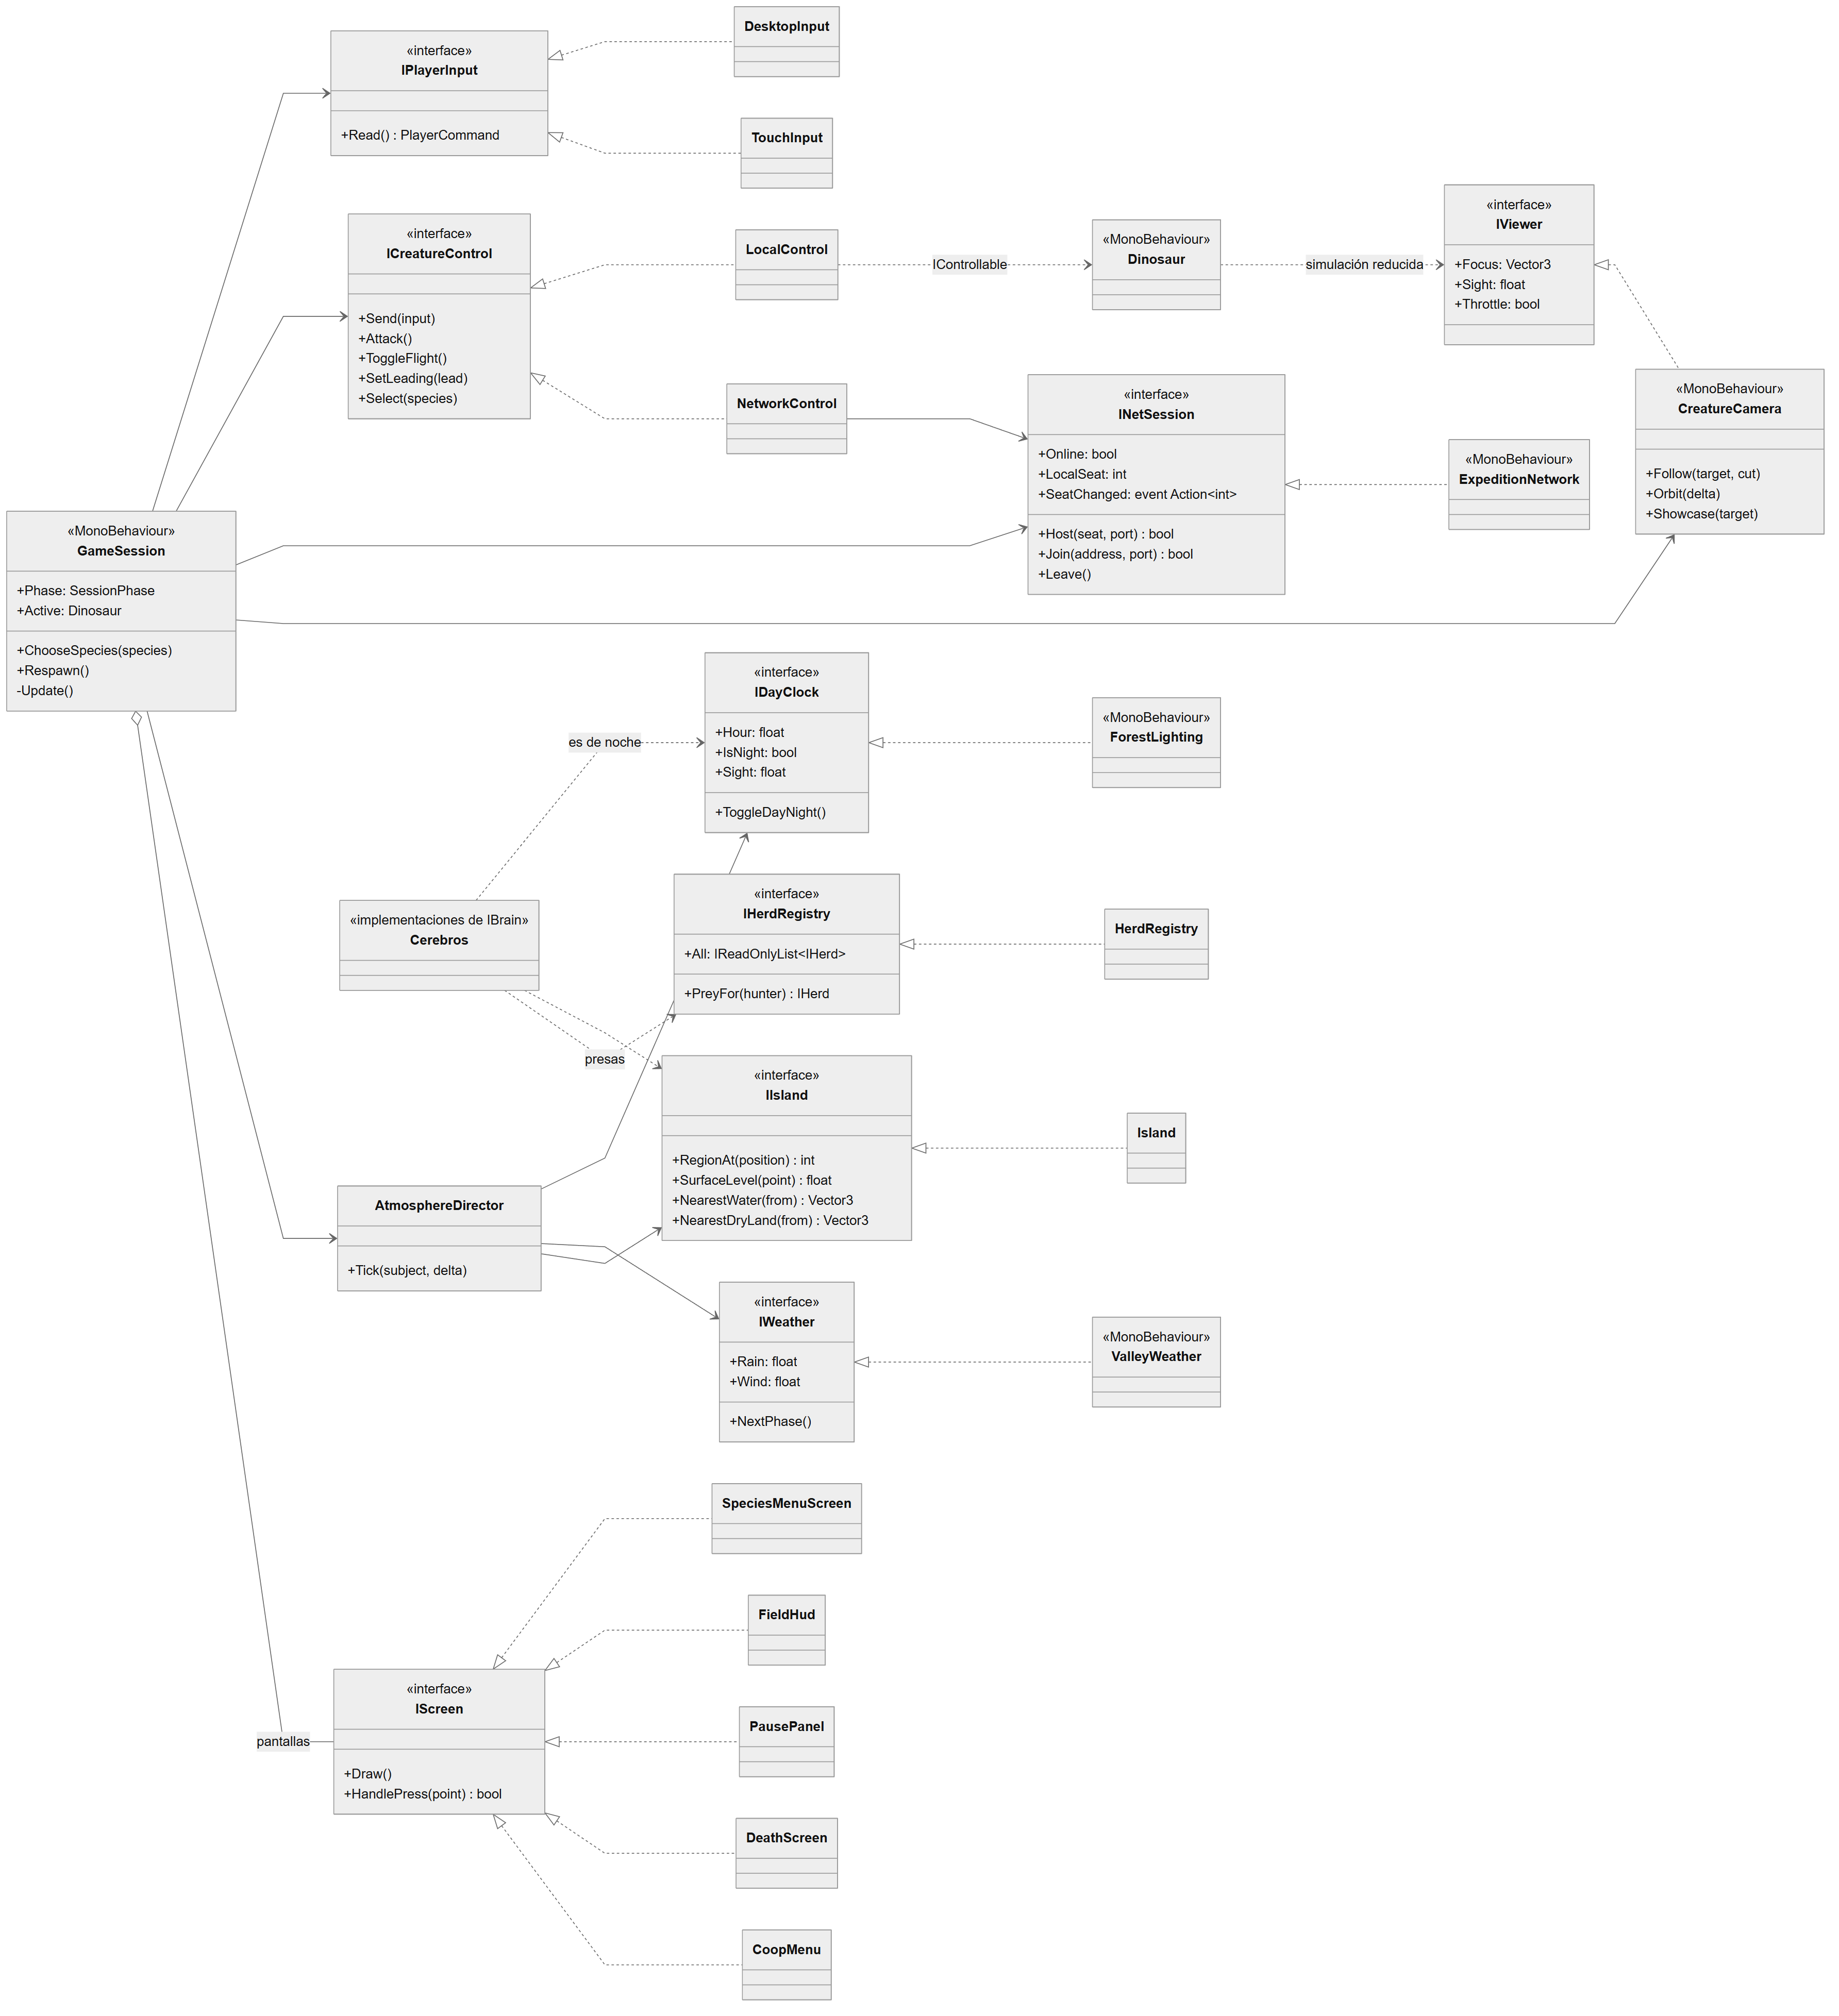 «interface»
IPlayerInput
+Read() : PlayerCommand
DesktopInput
TouchInput
«interface»
ICreatureControl
+Send(input)
+Attack()
+ToggleFlight()
+SetLeading(lead)
+Select(species)
LocalControl
IControllable
«MonoBehaviour»
Dinosaur
simulación reducida
«interface»
IViewer
+Focus: Vector3
+Sight: float
+Throttle: bool
NetworkControl
«interface»
INetSession
+Online: bool
+LocalSeat: int
+SeatChanged: event Action<int>
+Host(seat, port) : bool
+Join(address, port) : bool
+Leave()
«MonoBehaviour»
ExpeditionNetwork
«MonoBehaviour»
CreatureCamera
+Follow(target, cut)
+Orbit(delta)
+Showcase(target)
«MonoBehaviour»
GameSession
+Phase: SessionPhase
+Active: Dinosaur
+ChooseSpecies(species)
+Respawn()
-Update()
«interface»
IDayClock
+Hour: float
+IsNight: bool
+Sight: float
+ToggleDayNight()
es de noche
«MonoBehaviour»
ForestLighting
«implementaciones de IBrain»
Cerebros
«interface»
IHerdRegistry
+All: IReadOnlyList<IHerd>
+PreyFor(hunter) : IHerd
HerdRegistry
presas
«interface»
IIsland
+RegionAt(position) : int
+SurfaceLevel(point) : float
+NearestWater(from) : Vector3
+NearestDryLand(from) : Vector3
Island
AtmosphereDirector
+Tick(subject, delta)
«interface»
IWeather
+Rain: float
+Wind: float
+NextPhase()
«MonoBehaviour»
ValleyWeather
SpeciesMenuScreen
FieldHud
«interface»
IScreen
+Draw()
+HandlePress(point) : bool
pantallas
PausePanel
DeathScreen
CoopMenu